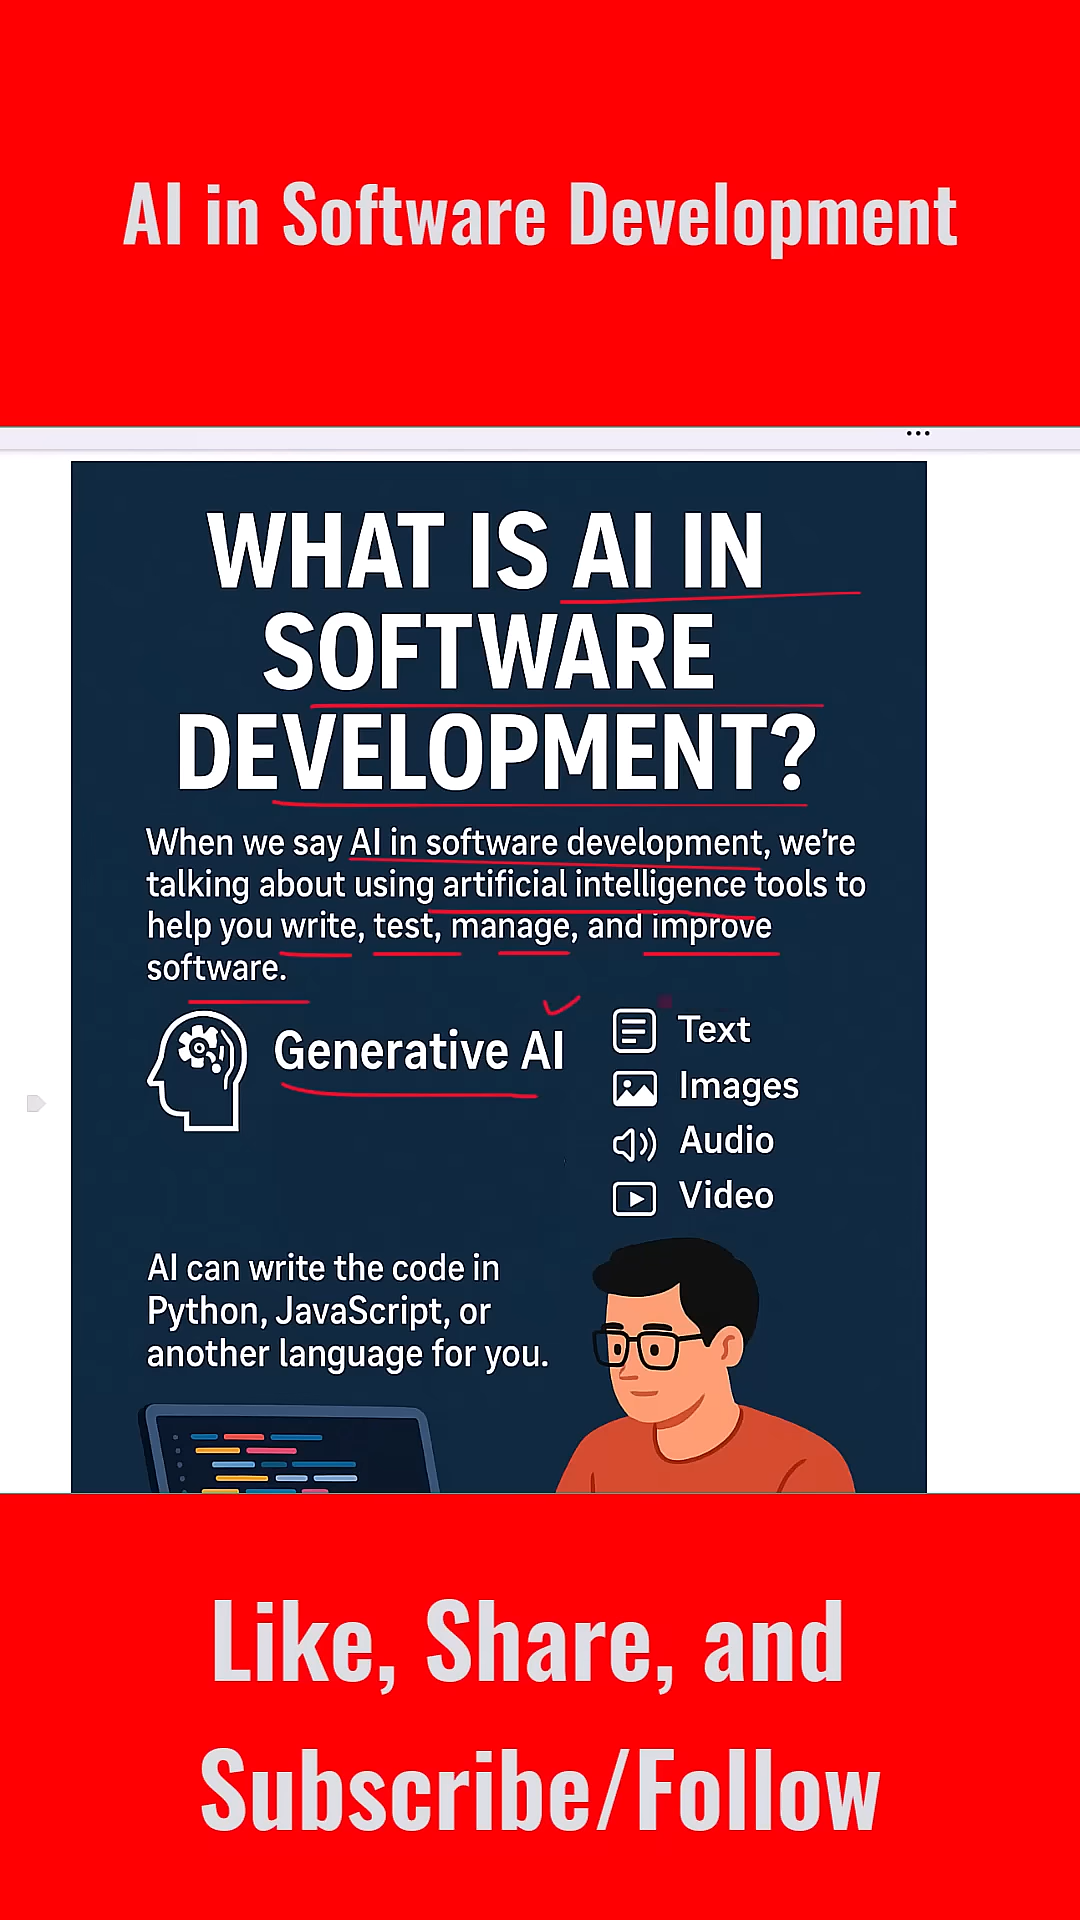 AI in Software Development
WHAT IS AI IN
SOFTWARE
DEVELOPMENT?
When we say AI in software development, we’re
talking about using artificial intelligence tools to
help you write, test, manage, and improve
software.
Generative AI
Text
Images
Audio
Video
AI can write the code in
Python, JavaScript, or
another language for you.
Like, Share, and
Subscribe/Follow